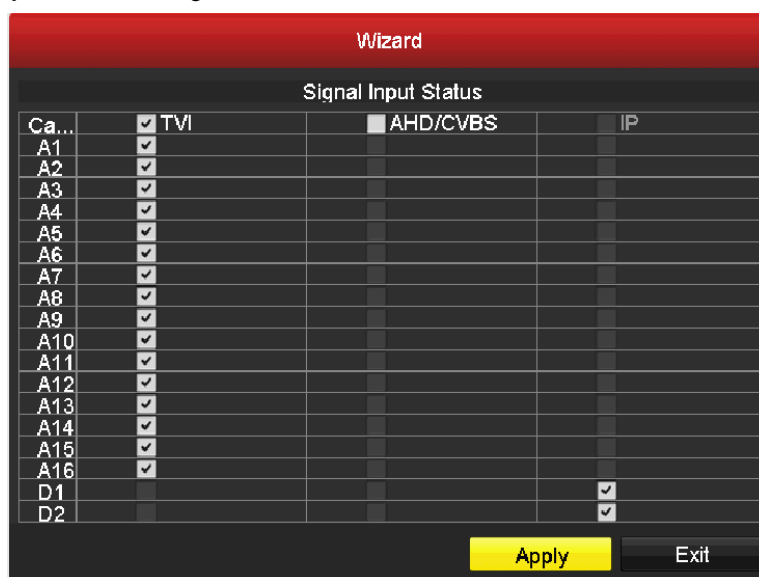 Wizard
Signal Input Status
Ca... TVI AHD/CVBS IP
A1
A2
A3
A4
A5
A6
A7
A8
A9
A10
A11
A12
A13
A14
A15
A16
D1
D2
Apply Exit